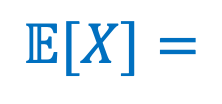 𝔼[𝑋] =